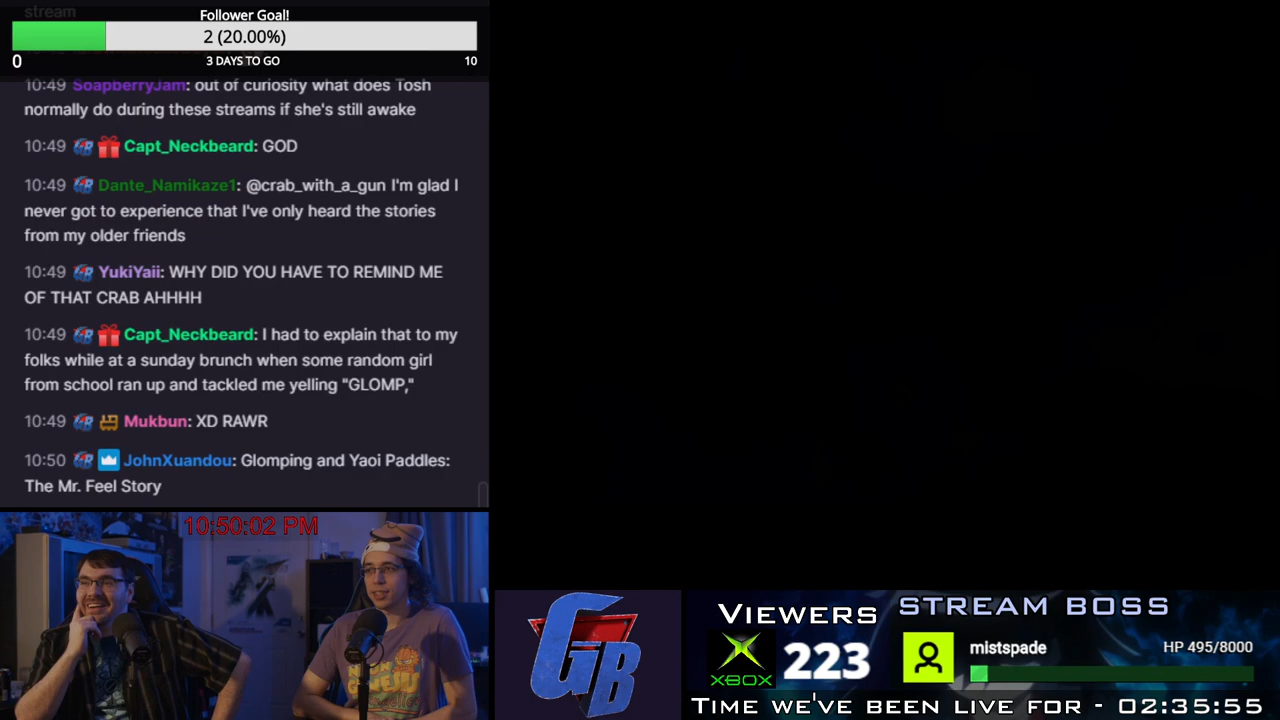 stream
Follower Goal!
2 (20.00%)
0
3 DAYS TO GO
10
10:49 SoapberryJam: out of curiosity what does Tosh
normally do during these streams if she's still awake
10:49 Capt_Neckbeard: GOD
10:49 Dante_Namikaze1: @crab_with_a_gun I'm glad I
never got to experience that I've only heard the stories
from my older friends
10:49 YukiYaii: WHY DID YOU HAVE TO REMIND ME
OF THAT CRAB AHHHH
10:49 Capt_Neckbeard: I had to explain that to my
folks while at a sunday brunch when some random girl
from school ran up and tackled me yelling "GLOMP,"
10:49 Mukbun: XD RAWR
10:50 JohnXuandou: Glomping and Yaoi Paddles:
The Mr. Feel Story
10:50:02 PM
GB
VIEWERS
XBOX
223
STREAM BOSS
mistspade
HP 495/8000
TIME WE'VE BEEN LIVE FOR - 02:35:55